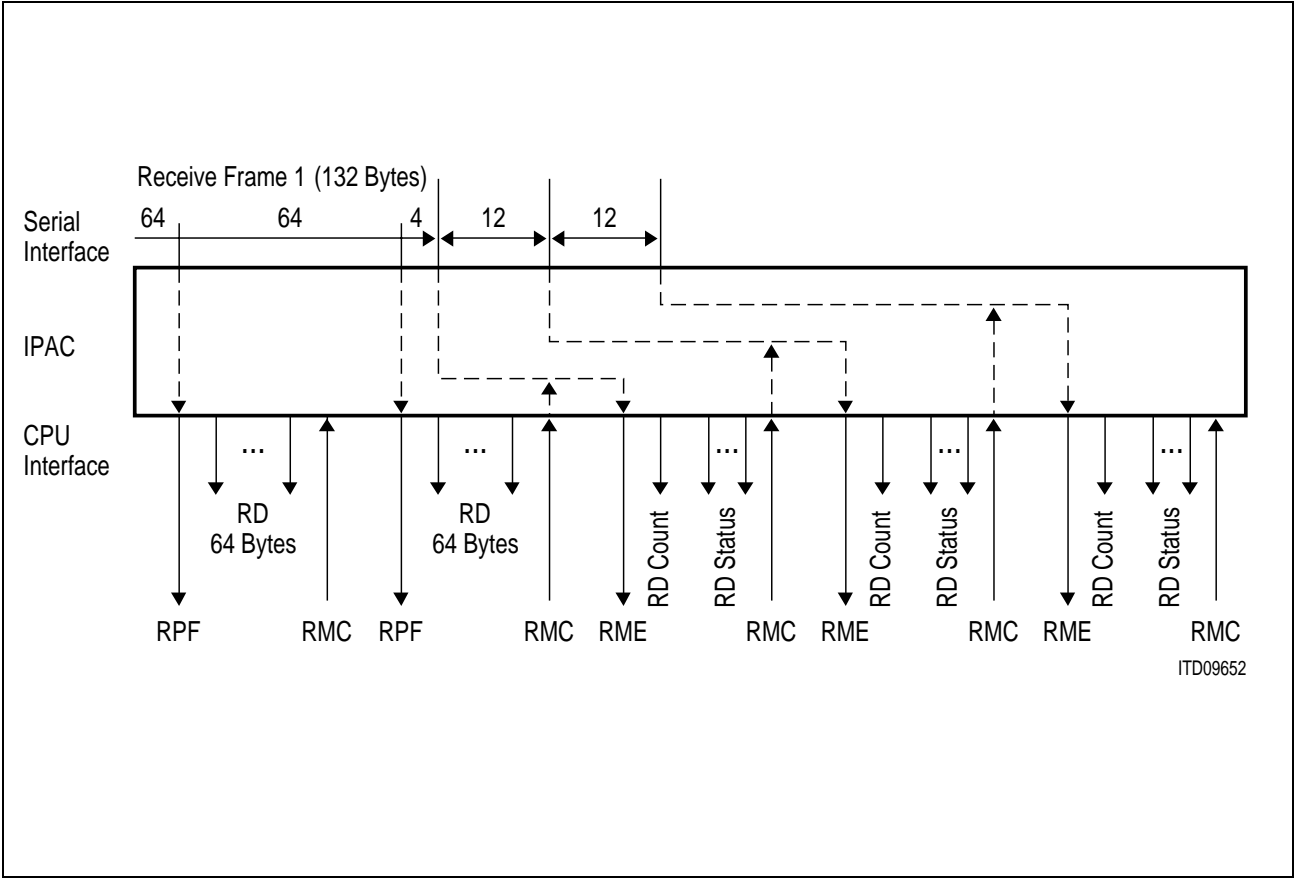 Receive Frame 1 (132 Bytes)
Serial Interface
64 64 4 12 12
IPAC
CPU Interface
... ... ... ... ...
RD 64 Bytes
RD 64 Bytes
RD Count
RD Status
RD Count
RD Status
RD Count
RD Status
RPF RMC RPF RMC RME RMC RME RMC RME RMC
ITD09652